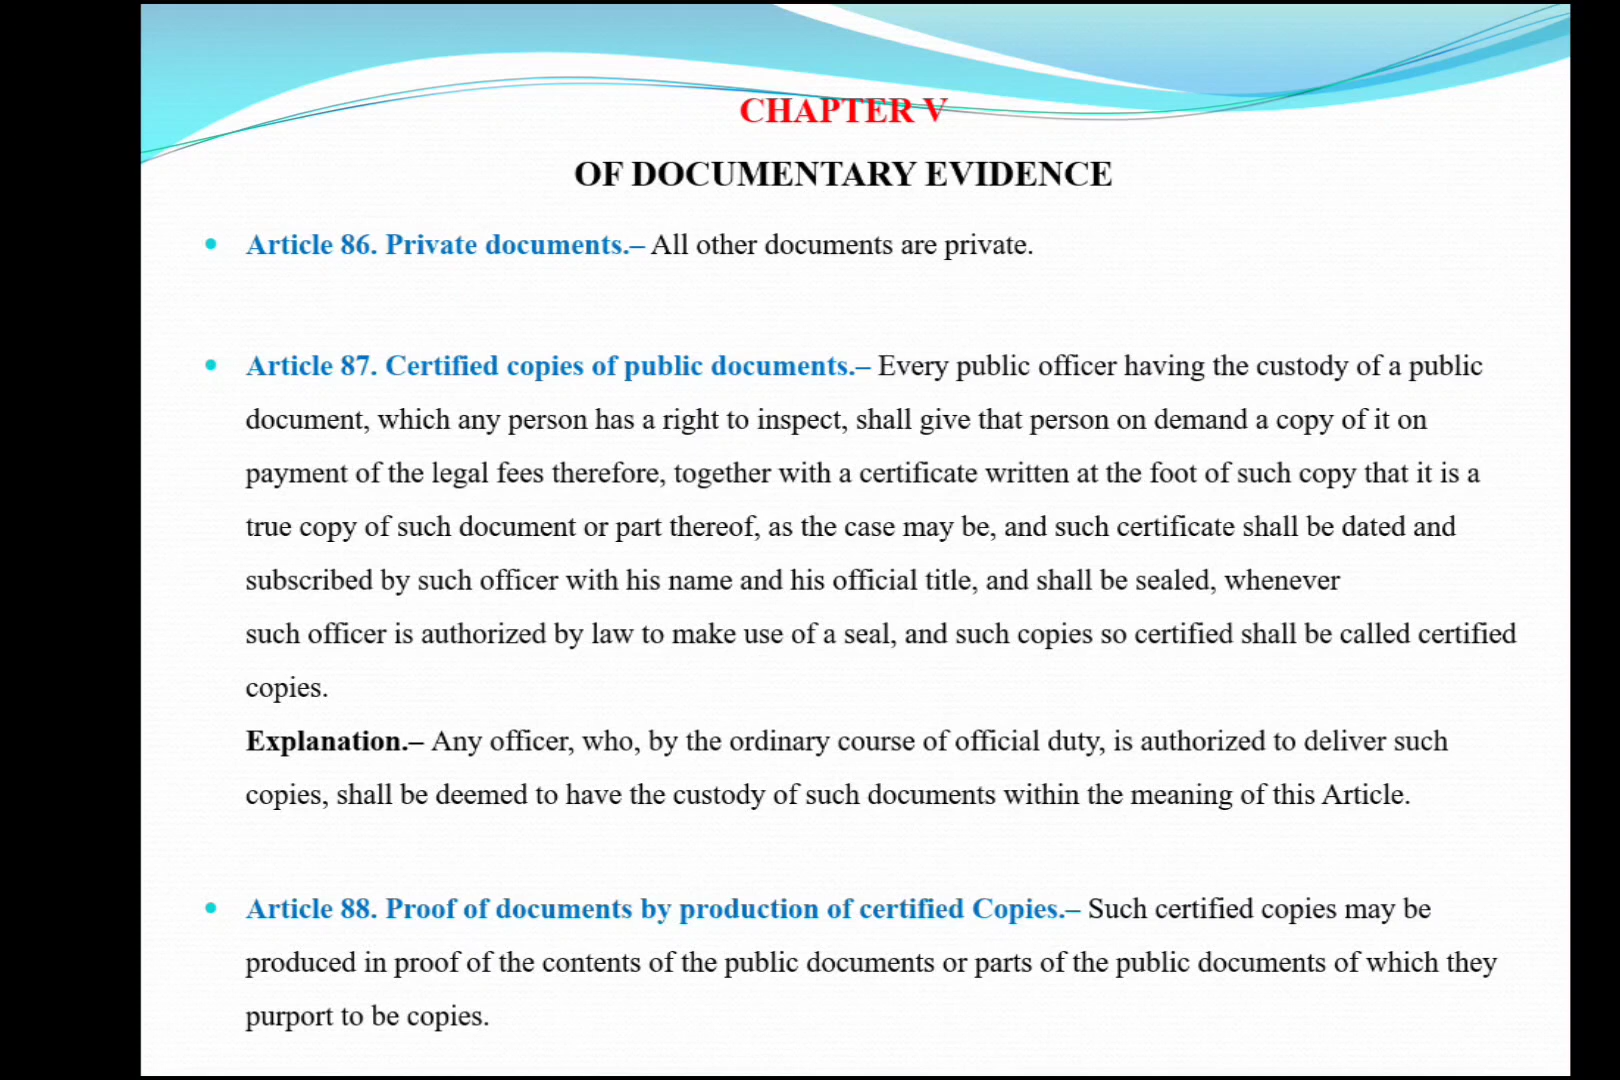 CHAPTER V
OF DOCUMENTARY EVIDENCE
• Article 86. Private documents.– All other documents are private.
• Article 87. Certified copies of public documents.– Every public officer having the custody of a public
document, which any person has a right to inspect, shall give that person on demand a copy of it on
payment of the legal fees therefore, together with a certificate written at the foot of such copy that it is a
true copy of such document or part thereof, as the case may be, and such certificate shall be dated and
subscribed by such officer with his name and his official title, and shall be sealed, whenever
such officer is authorized by law to make use of a seal, and such copies so certified shall be called certified
copies.
Explanation.– Any officer, who, by the ordinary course of official duty, is authorized to deliver such
copies, shall be deemed to have the custody of such documents within the meaning of this Article.
• Article 88. Proof of documents by production of certified Copies.– Such certified copies may be
produced in proof of the contents of the public documents or parts of the public documents of which they
purport to be copies.